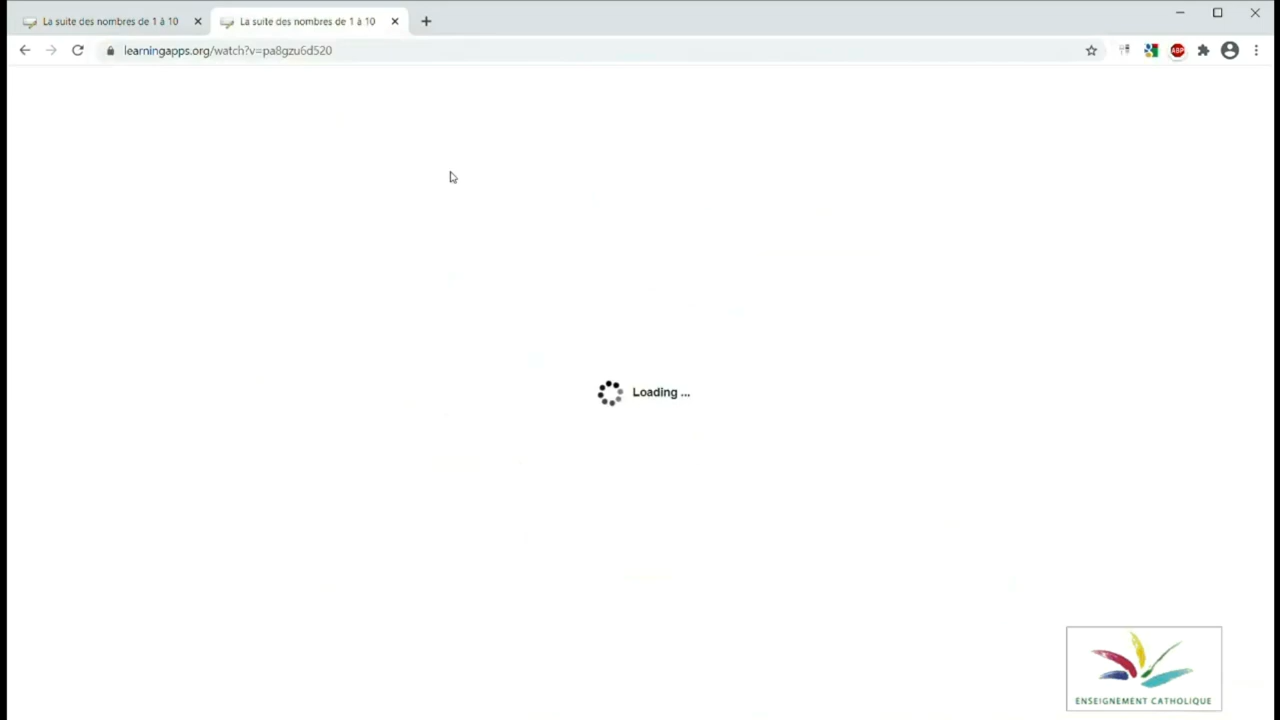 La suite des nombres de 1 à 10
La suite des nombres de 1 à 10
learningapps.org/watch?v=pa8gzu6d520
ABP
Loading ...
ENSEIGNEMENT CATHOLIQUE